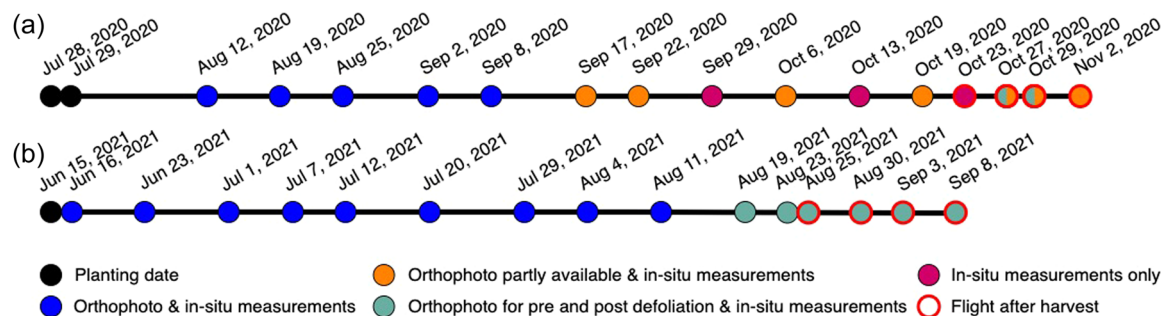 (a)
Jul 28, 2020
Jul 29, 2020
Aug 12, 2020
Aug 19, 2020
Aug 25, 2020
Sep 2, 2020
Sep 8, 2020
Sep 17, 2020
Sep 22, 2020
Sep 29, 2020
Oct 6, 2020
Oct 13, 2020
Oct 19, 2020
Oct 23, 2020
Oct 27, 2020
Oct 29, 2020
Nov 2, 2020
(b)
Jun 15, 2021
Jun 16, 2021
Jun 23, 2021
Jul 1, 2021
Jul 7, 2021
Jul 12, 2021
Jul 20, 2021
Jul 29, 2021
Aug 4, 2021
Aug 11, 2021
Aug 19, 2021
Aug 23, 2021
Aug 25, 2021
Aug 30, 2021
Sep 3, 2021
Sep 8, 2021
Planting date
Orthophoto partly available & in-situ measurements
In-situ measurements only
Orthophoto & in-situ measurements
Orthophoto for pre and post defoliation & in-situ measurements
Flight after harvest